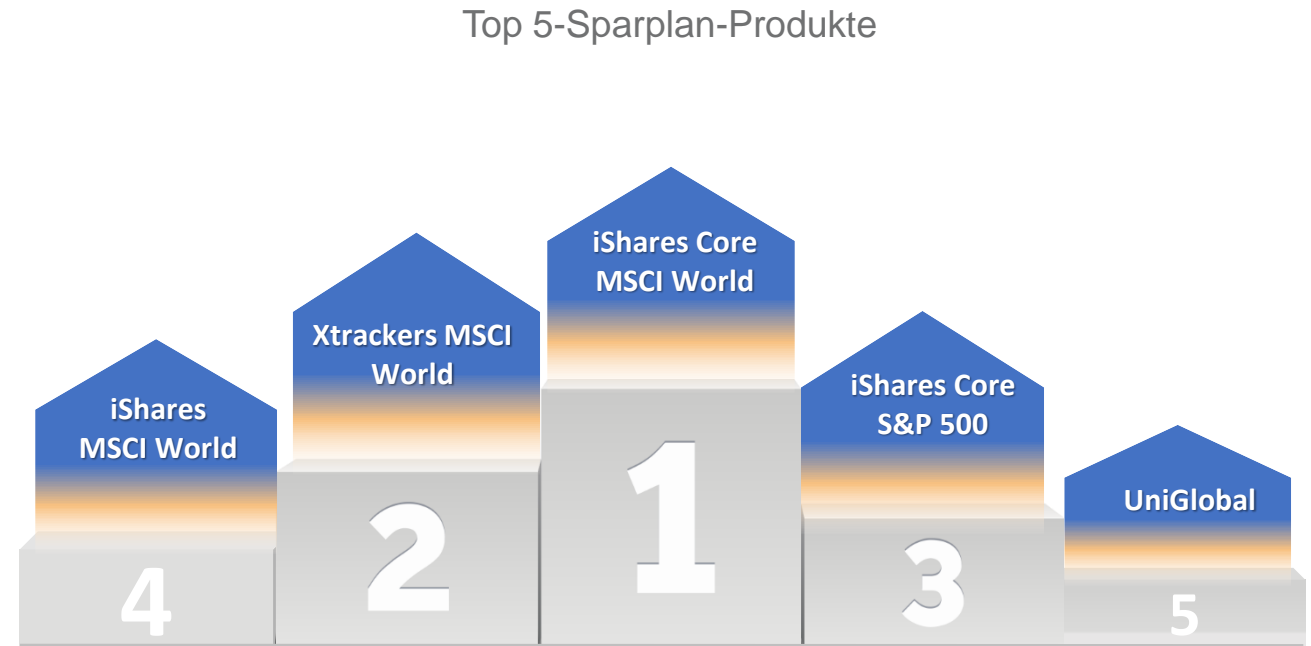 Top 5-Sparplan-Produkte
iShares Core
MSCI World
Xtrackers MSCI
World
iShares
MSCI World
iShares Core
S&P 500
UniGlobal
1
2
3
4
5